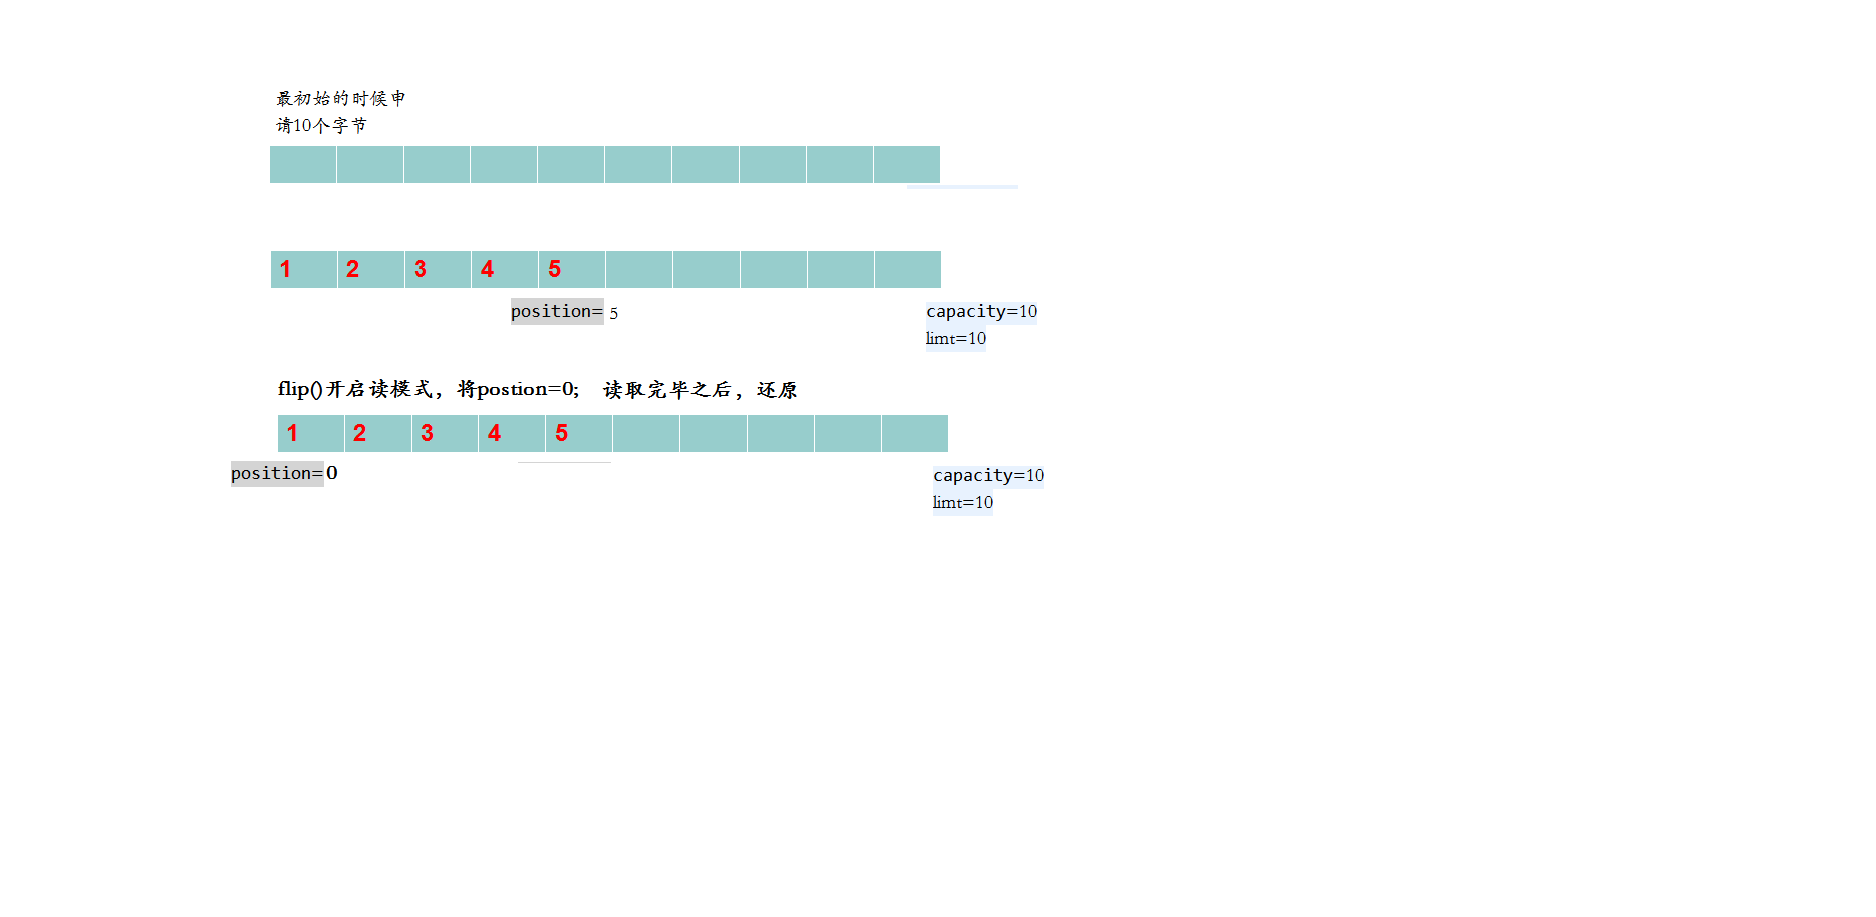 最初始的时候申
请10个字节
1 2 3 4 5
position= 5
capacity=10
limt=10
flip()开启读模式，将postion=0; 读取完毕之后，还原
1 2 3 4 5
position=0
capacity=10
limt=10